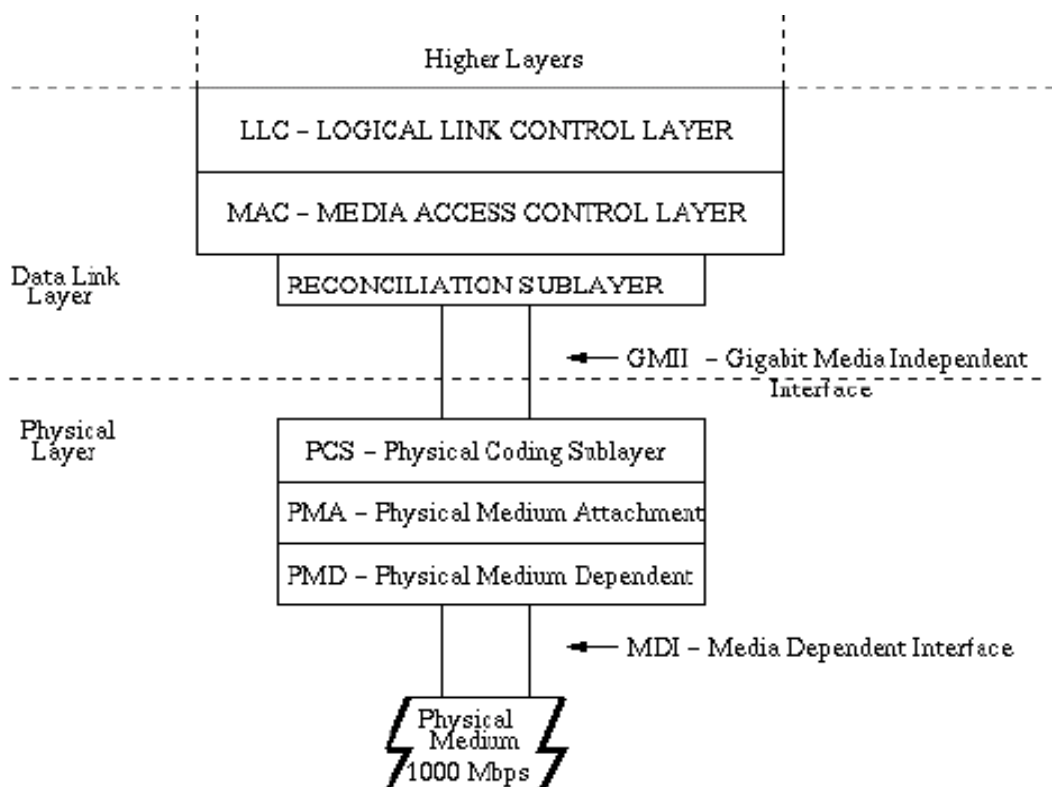 Higher Layers
LLC – LOGICAL LINK CONTROL LAYER
MAC – MEDIA ACCESS CONTROL LAYER
Data Link
Layer
RECONCILIATION SUBLAYER
GMII – Gigabit Media Independent
Interface
Physical
Layer
PCS – Physical Coding Sublayer
PMA – Physical Medium Attachment
PMD – Physical Medium Dependent
MDI – Media Dependent Interface
Physical
Medium
1000 Mbps